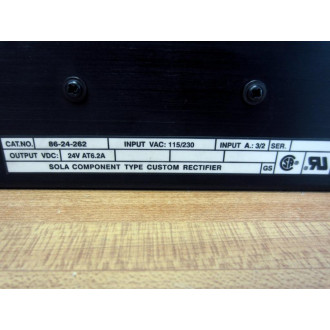 CAT.NO. 86-24-262 INPUT VAC: 115/230 INPUT A.: 3/2 SER.
OUTPUT VDC: 24V AT6.2A
SOLA COMPONENT TYPE CUSTOM RECTIFIER GS